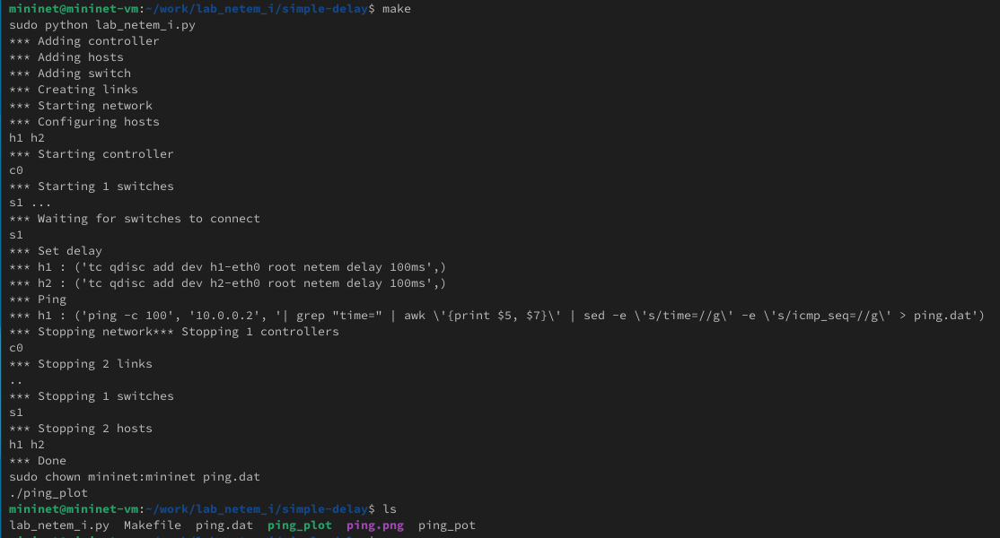 mininet@mininet-vm:~/work/lab_netem_i/simple-delay$ make
sudo python lab_netem_i.py
*** Adding controller
*** Adding hosts
*** Adding switch
*** Creating links
*** Starting network
*** Configuring hosts
h1 h2
*** Starting controller
c0
*** Starting 1 switches
s1 ...
*** Waiting for switches to connect
s1
*** Set delay
*** h1 : ('tc qdisc add dev h1-eth0 root netem delay 100ms',)
*** h2 : ('tc qdisc add dev h2-eth0 root netem delay 100ms',)
*** Ping
*** h1 : ('ping -c 100', '10.0.0.2', '| grep "time=" | awk \'{print $5, $7}\' | sed -e \'s/time=//g\' -e \'s/icmp_seq=//g\' > ping.dat')
*** Stopping network*** Stopping 1 controllers
c0
*** Stopping 2 links
..
*** Stopping 1 switches
s1
*** Stopping 2 hosts
h1 h2
*** Done
sudo chown mininet:mininet ping.dat
./ping_plot
mininet@mininet-vm:~/work/lab_netem_i/simple-delay$ ls
lab_netem_i.py  Makefile  ping.dat  ping_plot  ping.png  ping_pot